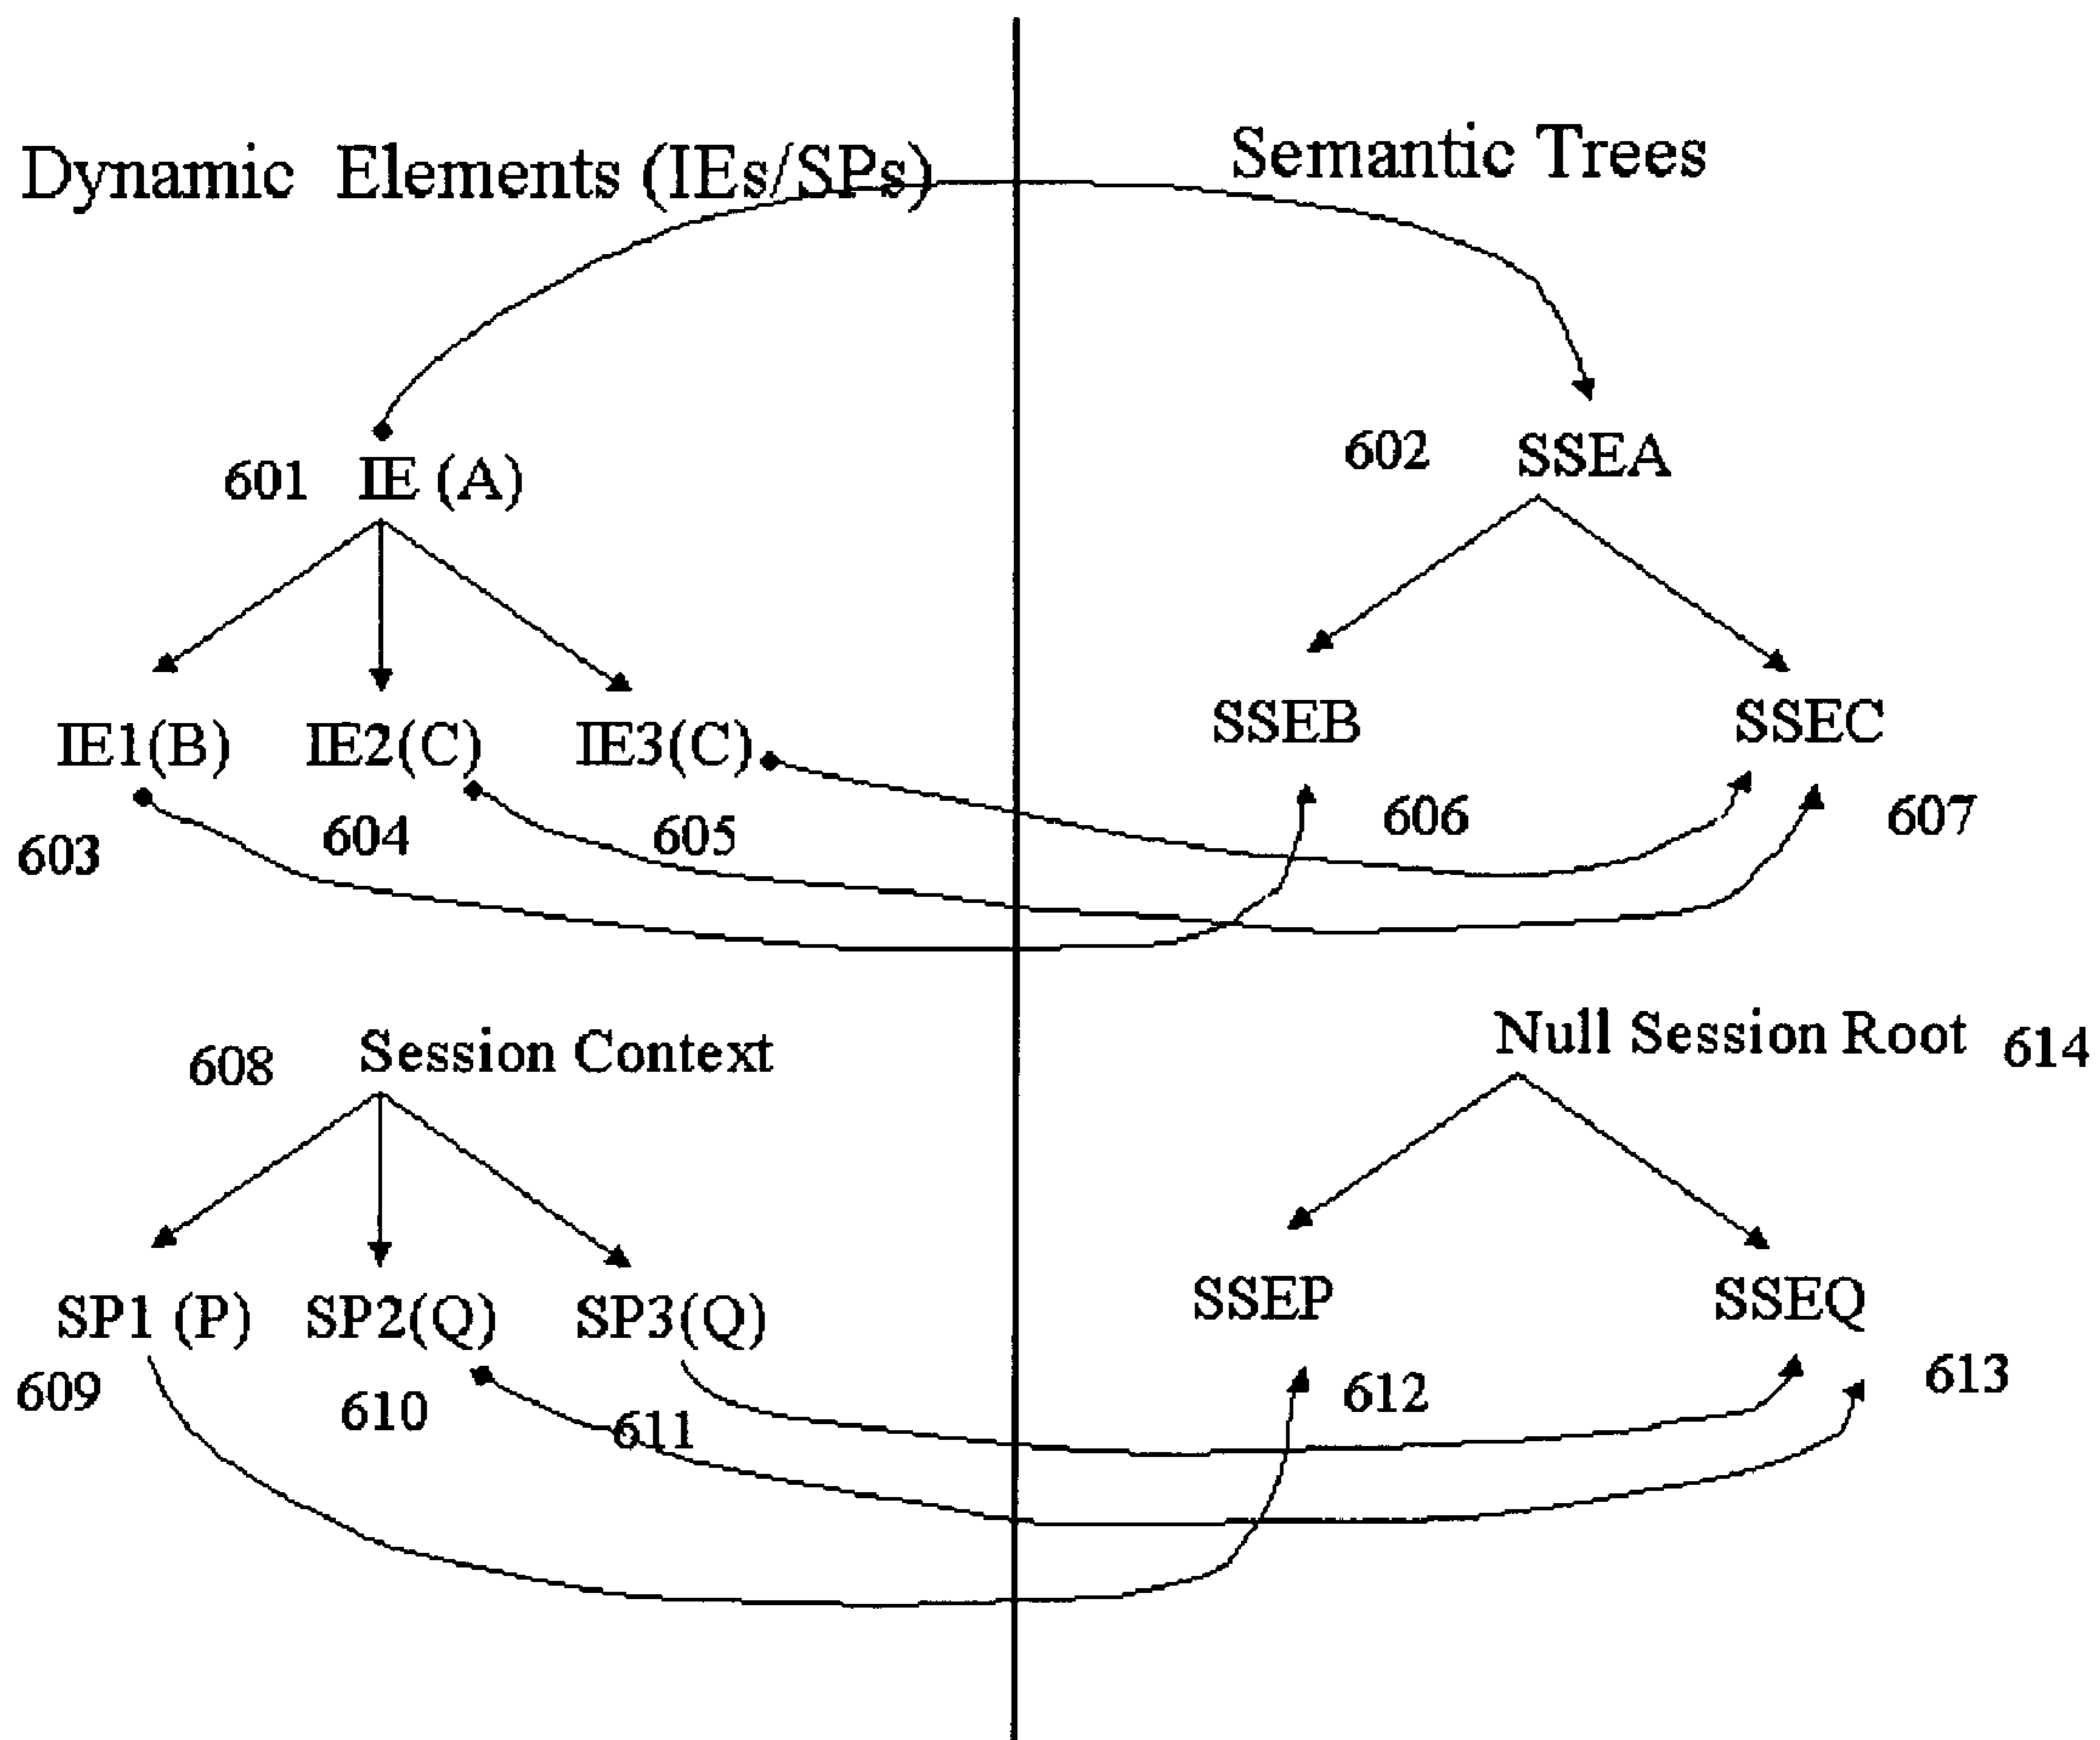 Dynamic Elements (IEs/SPs)
Semantic Trees
601 IE (A)
602 SSEA
IE1(B) IE2(C) IE3(C)
SSEB SSEC
603 604 605
606 607
608 Session Context
Null Session Root 614
SP1 (P) SP2(Q) SP3(Q)
SSEP SSEQ
609 610 611
612 613